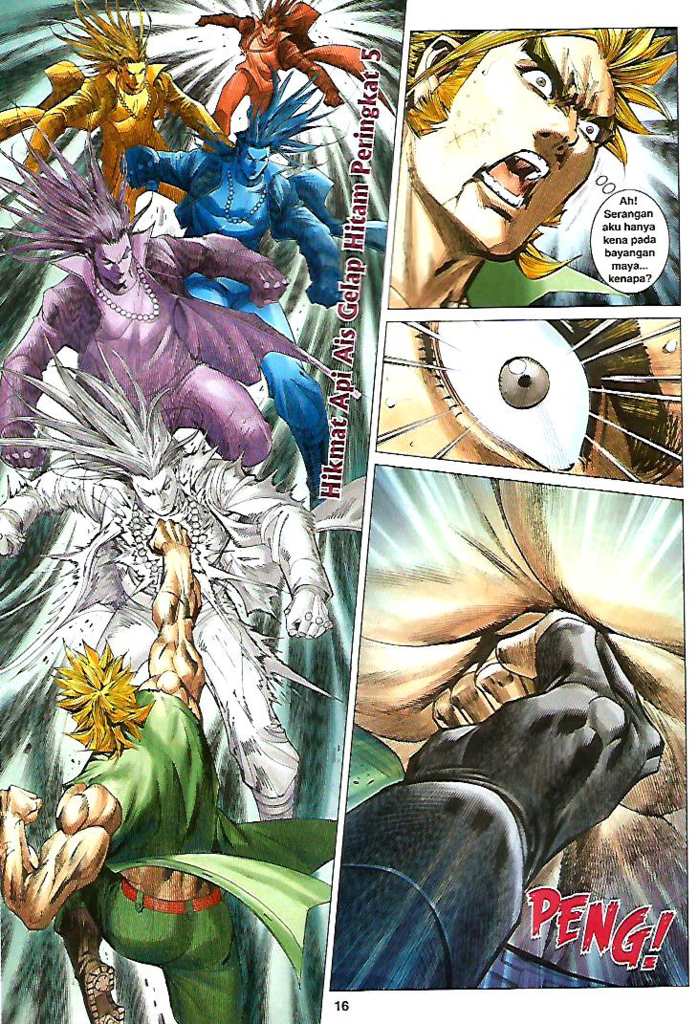 Hikmat Api Ais Gelap Hitam Peringkat 5
Ah!
Serangan
aku hanya
kena pada
bayangan
maya...
kenapa?
PENG!
16